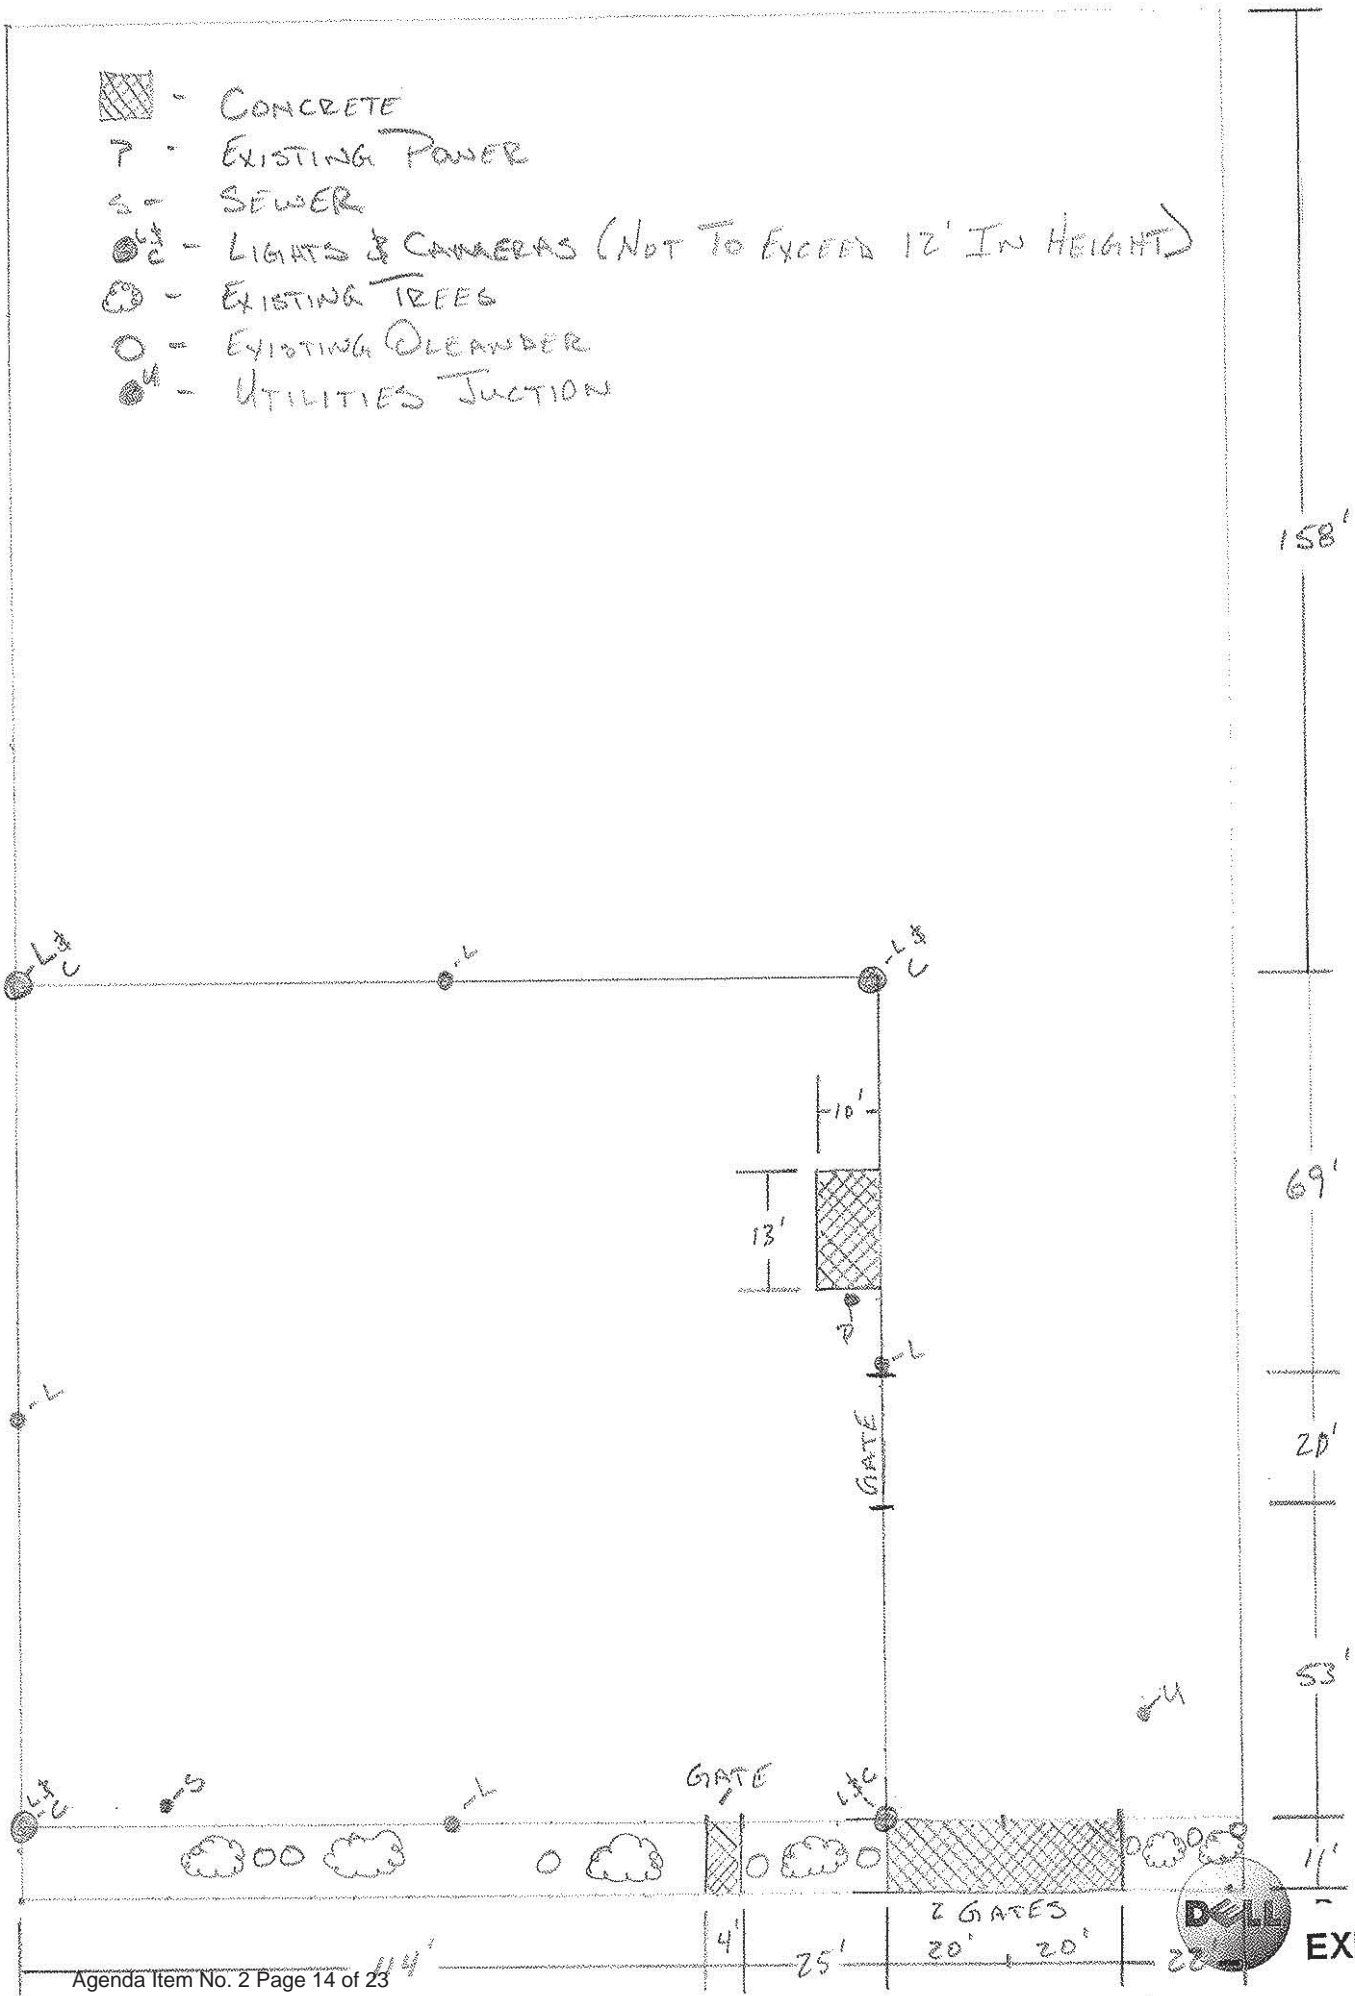 - CONCRETE
P - EXISTING POWER
S - SEWER
L & C - LIGHTS & CAMERAS (NOT TO EXCEED 12' IN HEIGHT)
- EXISTING TREES
- EXISTING OLEANDER
U - UTILITIES JUCTION
158'
-L & C
-L
-L & C
-10'
69'
13'
P
-L
-L
GATE
20'
53'
-U
L & C
-S
-L
GATE
L & C
11'
2 GATES
DELL
4'
25'
20' 20'
22'
EX
Agenda Item No. 2 Page 14 of 23